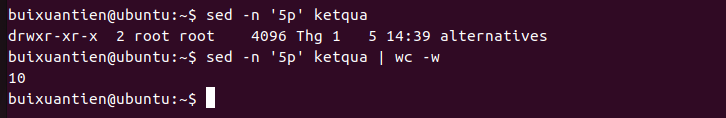 buixuantien@ubuntu:~$ sed -n '5p' ketqua
drwxr-xr-x  2 root root    4096 Thg 1   5 14:39 alternatives
buixuantien@ubuntu:~$ sed -n '5p' ketqua | wc -w
10
buixuantien@ubuntu:~$